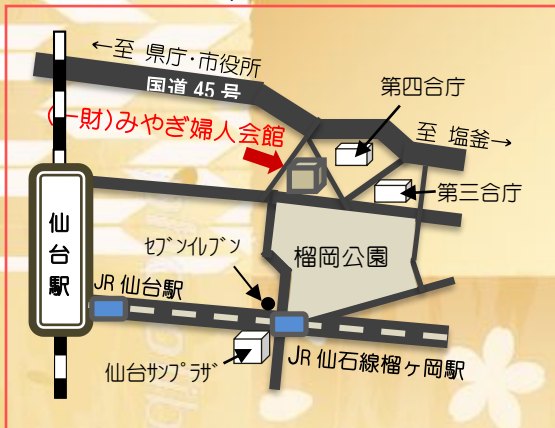 ←至 県庁・市役所
国道 45 号
第四合庁
(一財)みやぎ婦人会館
至 塩釜→
第三合庁
仙台駅
セブンイレブン
榴岡公園
JR 仙台駅
仙台サンプラザ
JR 仙石線榴ヶ岡駅